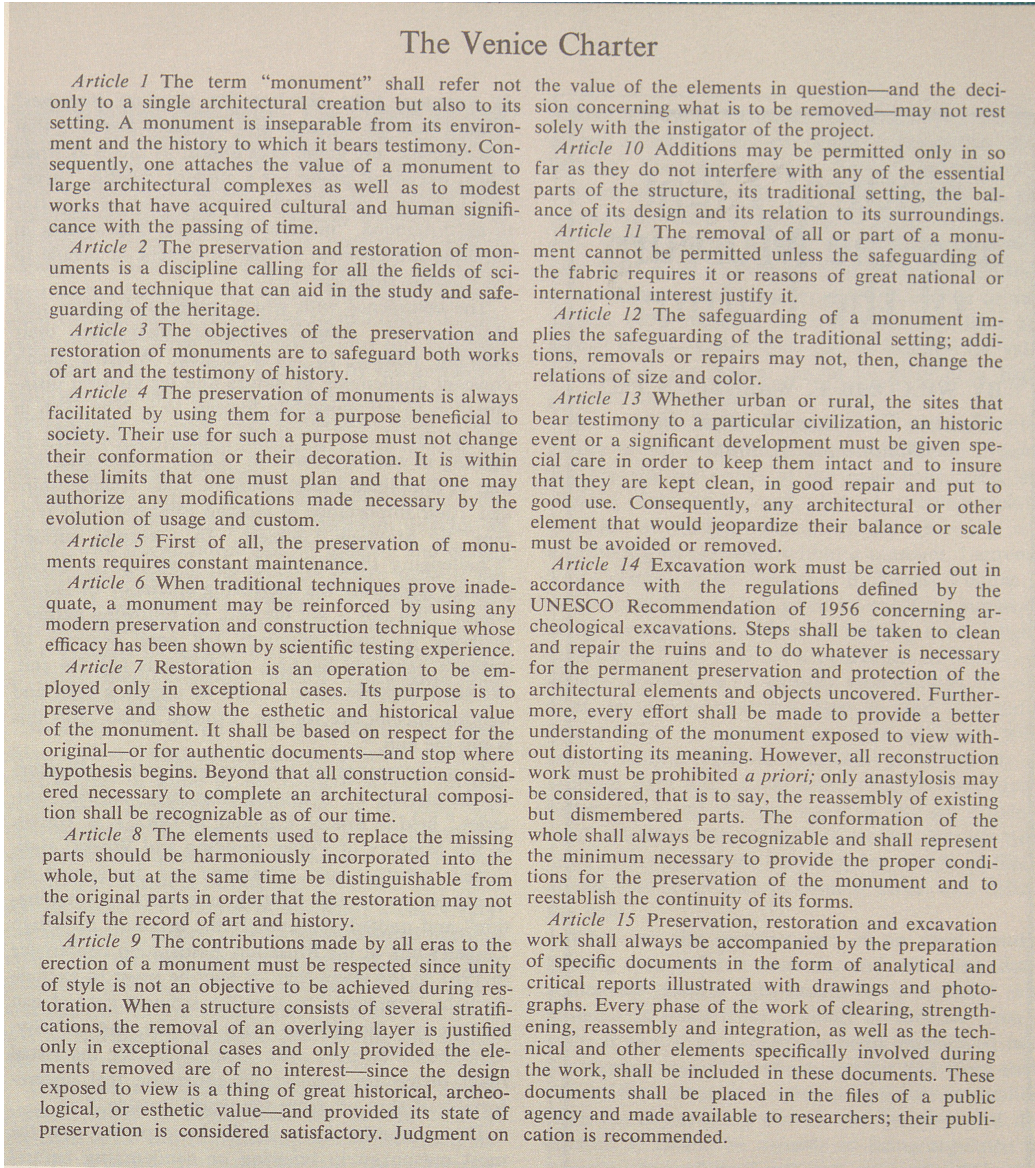 The Venice Charter
Article 1 The term “monument” shall refer not
only to a single architectural creation but also to its
setting. A monument is inseparable from its environ-
ment and the history to which it bears testimony. Con-
sequently, one attaches the value of a monument to
large architectural complexes as well as to modest
works that have acquired cultural and human signifi-
cance with the passing of time.
Article 2 The preservation and restoration of mon-
uments is a discipline calling for all the fields of sci-
ence and technique that can aid in the study and safe-
guarding of the heritage.
Article 3 The objectives of the preservation and
restoration of monuments are to safeguard both works
of art and the testimony of history.
Article 4 The preservation of monuments is always
facilitated by using them for a purpose beneficial to
society. Their use for such a purpose must not change
their conformation or their decoration. It is within
these limits that one must plan and that one may
authorize any modifications made necessary by the
evolution of usage and custom.
Article 5 First of all, the preservation of monu-
ments requires constant maintenance.
Article 6 When traditional techniques prove inade-
quate, a monument may be reinforced by using any
modern preservation and construction technique whose
efficacy has been shown by scientific testing experience.
Article 7 Restoration is an operation to be em-
ployed only in exceptional cases. Its purpose is to
preserve and show the esthetic and historical value
of the monument. It shall be based on respect for the
original—or for authentic documents—and stop where
hypothesis begins. Beyond that all construction consid-
ered necessary to complete an architectural composi-
tion shall be recognizable as of our time.
Article 8 The elements used to replace the missing
parts should be harmoniously incorporated into the
whole, but at the same time be distinguishable from
the original parts in order that the restoration may not
falsify the record of art and history.
Article 9 The contributions made by all eras to the
erection of a monument must be respected since unity
of style is not an objective to be achieved during res-
toration. When a structure consists of several stratifi-
cations, the removal of an overlying layer is justified
only in exceptional cases and only provided the ele-
ments removed are of no interest—since the design
exposed to view is a thing of great historical, archeo-
logical, or esthetic value—and provided its state of
preservation is considered satisfactory. Judgment on
the value of the elements in question—and the deci-
sion concerning what is to be removed—may not rest
solely with the instigator of the project.
Article 10 Additions may be permitted only in so
far as they do not interfere with any of the essential
parts of the structure, its traditional setting, the bal-
ance of its design and its relation to its surroundings.
Article 11 The removal of all or part of a monu-
ment cannot be permitted unless the safeguarding of
the fabric requires it or reasons of great national or
international interest justify it.
Article 12 The safeguarding of a monument im-
plies the safeguarding of the traditional setting; addi-
tions, removals or repairs may not, then, change the
relations of size and color.
Article 13 Whether urban or rural, the sites that
bear testimony to a particular civilization, an historic
event or a significant development must be given spe-
cial care in order to keep them intact and to insure
that they are kept clean, in good repair and put to
good use. Consequently, any architectural or other
element that would jeopardize their balance or scale
must be avoided or removed.
Article 14 Excavation work must be carried out in
accordance with the regulations defined by the
UNESCO Recommendation of 1956 concerning ar-
cheological excavations. Steps shall be taken to clean
and repair the ruins and to do whatever is necessary
for the permanent preservation and protection of the
architectural elements and objects uncovered. Further-
more, every effort shall be made to provide a better
understanding of the monument exposed to view with-
out distorting its meaning. However, all reconstruction
work must be prohibited a priori; only anastylosis may
be considered, that is to say, the reassembly of existing
but dismembered parts. The conformation of the
whole shall always be recognizable and shall represent
the minimum necessary to provide the proper condi-
tions for the preservation of the monument and to
reestablish the continuity of its forms.
Article 15 Preservation, restoration and excavation
work shall always be accompanied by the preparation
of specific documents in the form of analytical and
critical reports illustrated with drawings and photo-
graphs. Every phase of the work of clearing, strength-
ening, reassembly and integration, as well as the tech-
nical and other elements specifically involved during
the work, shall be included in these documents. These
documents shall be placed in the files of a public
agency and made available to researchers; their publi-
cation is recommended.